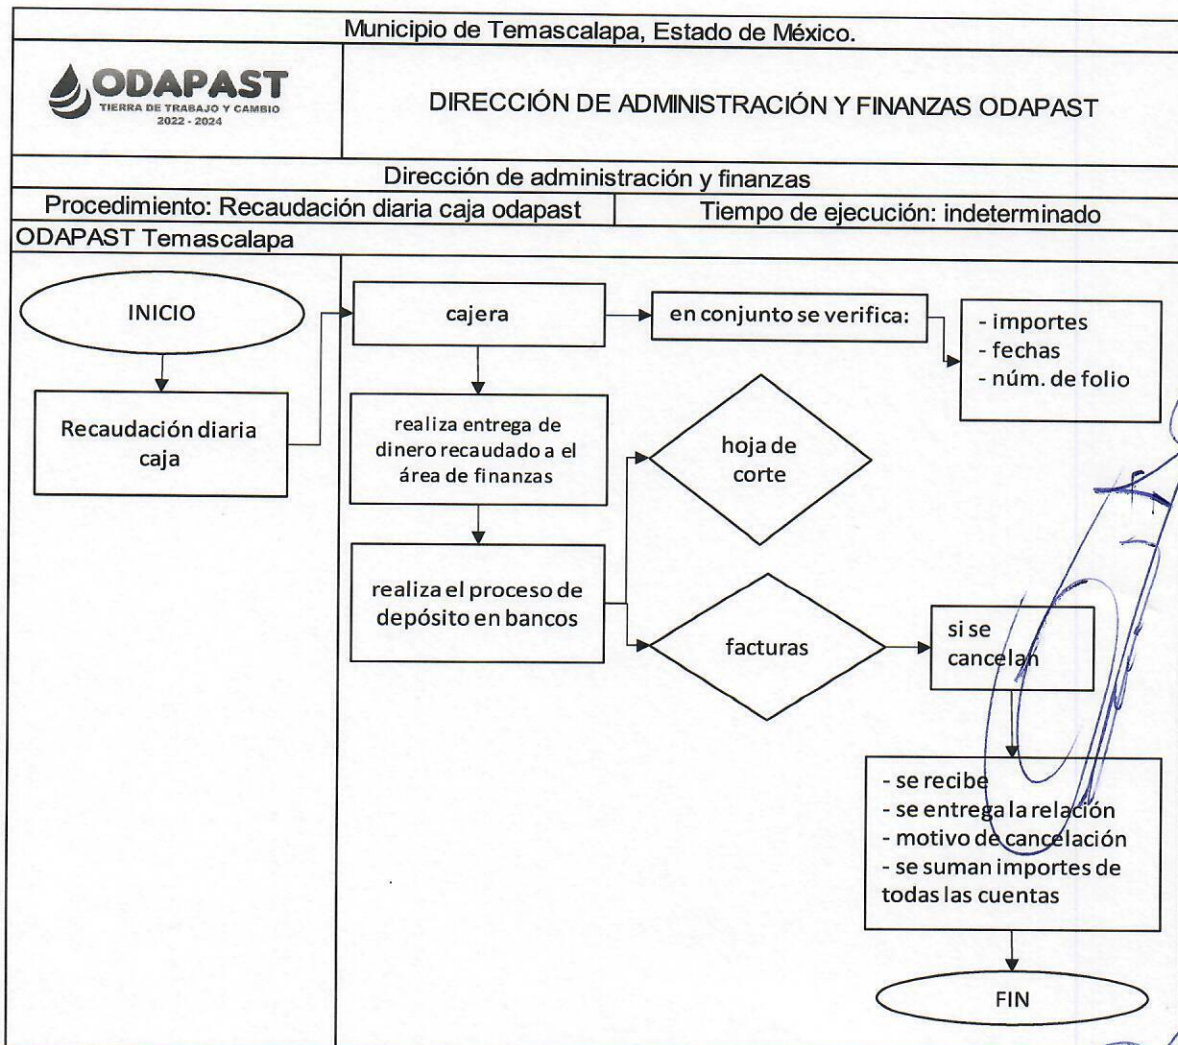 Municipio de Temascalapa, Estado de México.
ODAPAST
TIERRA DE TRABAJO Y CAMBIO
2022 - 2024
DIRECCIÓN DE ADMINISTRACIÓN Y FINANZAS ODAPAST
Dirección de administración y finanzas
Procedimiento: Recaudación diaria caja odapast
Tiempo de ejecución: indeterminado
ODAPAST Temascalapa
INICIO
Recaudación diaria
caja
cajera
en conjunto se verifica:
- importes
- fechas
- núm. de folio
realiza entrega de
dinero recaudado a el
área de finanzas
hoja de
corte
realiza el proceso de
depósito en bancos
facturas
si se
cancelan
- se recibe
- se entrega la relación
- motivo de cancelación
- se suman importes de
todas las cuentas
FIN